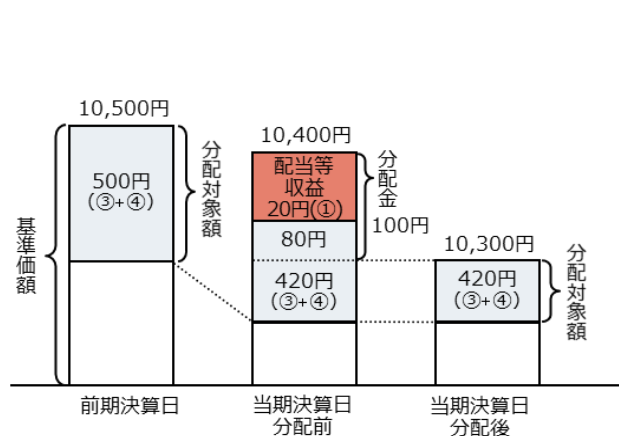 10,500円
500円
(③+④)
分配対象額
基準価額
前期決算日
10,400円
配当等
収益
20円(①)
80円
420円
(③+④)
分配金
100円
当期決算日
分配前
10,300円
420円
(③+④)
分配対象額
当期決算日
分配後